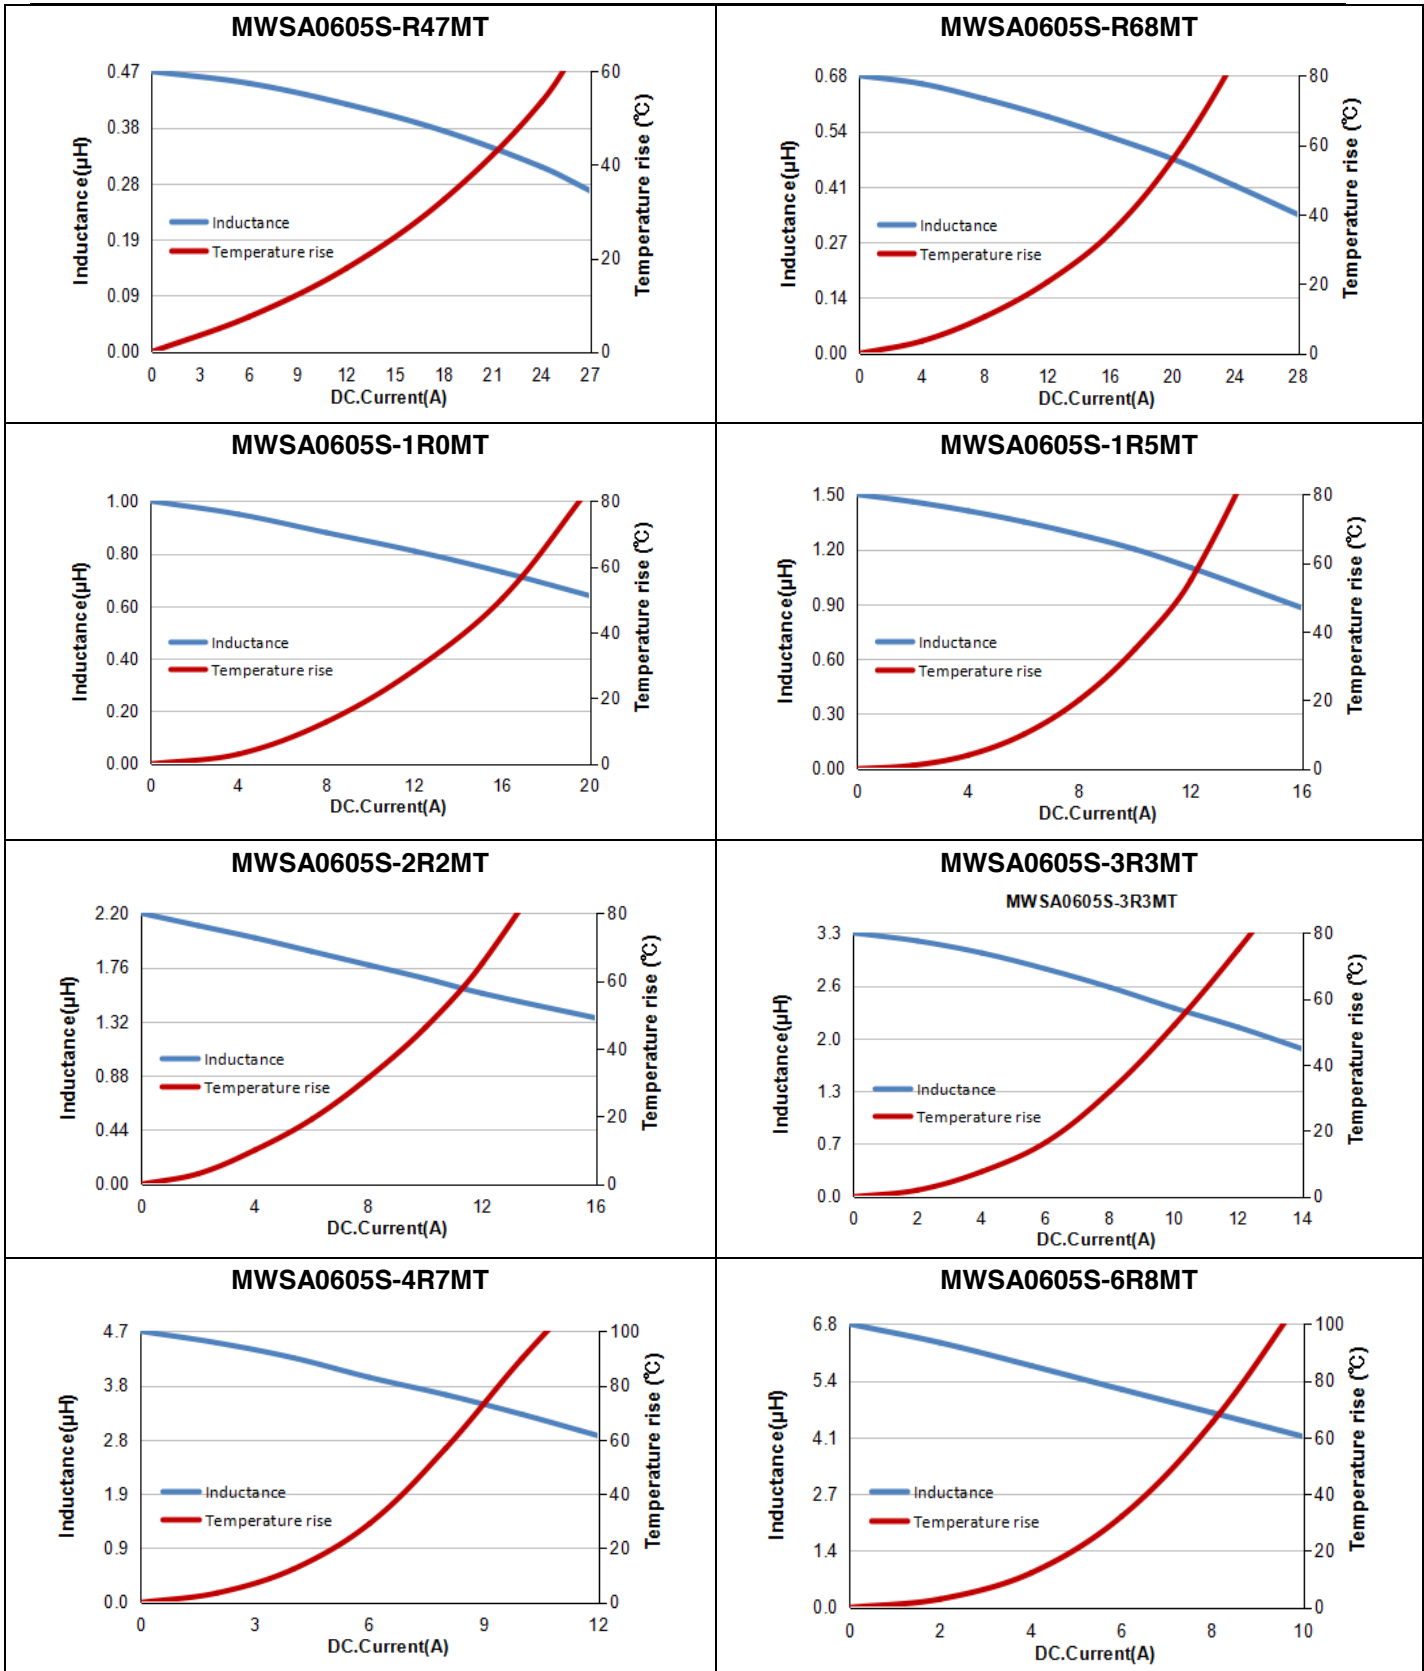 MWSA0605S-R47MT
0.47
0.38
0.28
0.19
0.09
0.00
Inductance(μH)
60
40
20
0
Temperature rise (℃)
Inductance
Temperature rise
0 3 6 9 12 15 18 21 24 27
DC.Current(A)
MWSA0605S-R68MT
0.68
0.54
0.41
0.27
0.14
0.00
Inductance(μH)
80
60
40
20
0
Temperature rise (℃)
Inductance
Temperature rise
0 4 8 12 16 20 24 28
DC.Current(A)
MWSA0605S-1R0MT
1.00
0.80
0.60
0.40
0.20
0.00
Inductance(μH)
80
60
40
20
0
Temperature rise (℃)
Inductance
Temperature rise
0 4 8 12 16 20
DC.Current(A)
MWSA0605S-1R5MT
1.50
1.20
0.90
0.60
0.30
0.00
Inductance(μH)
80
60
40
20
0
Temperature rise (℃)
Inductance
Temperature rise
0 4 8 12 16
DC.Current(A)
MWSA0605S-2R2MT
2.20
1.76
1.32
0.88
0.44
0.00
Inductance(μH)
80
60
40
20
0
Temperature rise (℃)
Inductance
Temperature rise
0 4 8 12 16
DC.Current(A)
MWSA0605S-3R3MT
MWSA0605S-3R3MT
3.3
2.6
2.0
1.3
0.7
0.0
Inductance(μH)
80
60
40
20
0
Temperature rise (℃)
Inductance
Temperature rise
0 2 4 6 8 10 12 14
DC.Current(A)
MWSA0605S-4R7MT
4.7
3.8
2.8
1.9
0.9
0.0
Inductance(μH)
100
80
60
40
20
0
Temperature rise (℃)
Inductance
Temperature rise
0 3 6 9 12
DC.Current(A)
MWSA0605S-6R8MT
6.8
5.4
4.1
2.7
1.4
0.0
Inductance(μH)
100
80
60
40
20
0
Temperature rise (℃)
Inductance
Temperature rise
0 2 4 6 8 10
DC.Current(A)